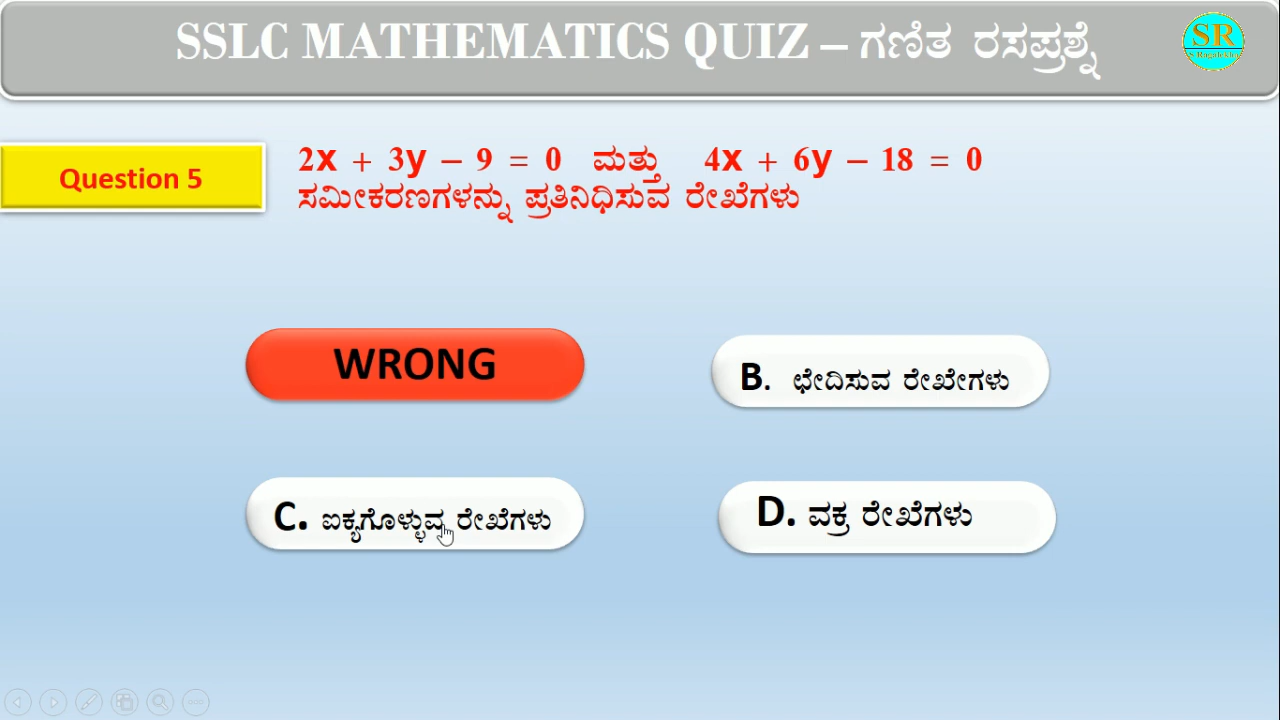 SSLC MATHEMATICS QUIZ – ಗಣಿತ ರಸಪ್ರಶ್ನೆ
SR
Question 5
2x + 3y – 9 = 0 ಮತ್ತು 4x + 6y – 18 = 0
ಸಮೀಕರಣಗಳನ್ನು ಪ್ರತಿನಿಧಿಸುವ ರೇಖೆಗಳು
WRONG
B. ಛೇದಿಸುವ ರೇಖೇಗಳು
C. ಐಕ್ಯಗೊಳ್ಳುವ ರೇಖೆಗಳು
D. ವಕ್ರ ರೇಖೆಗಳು